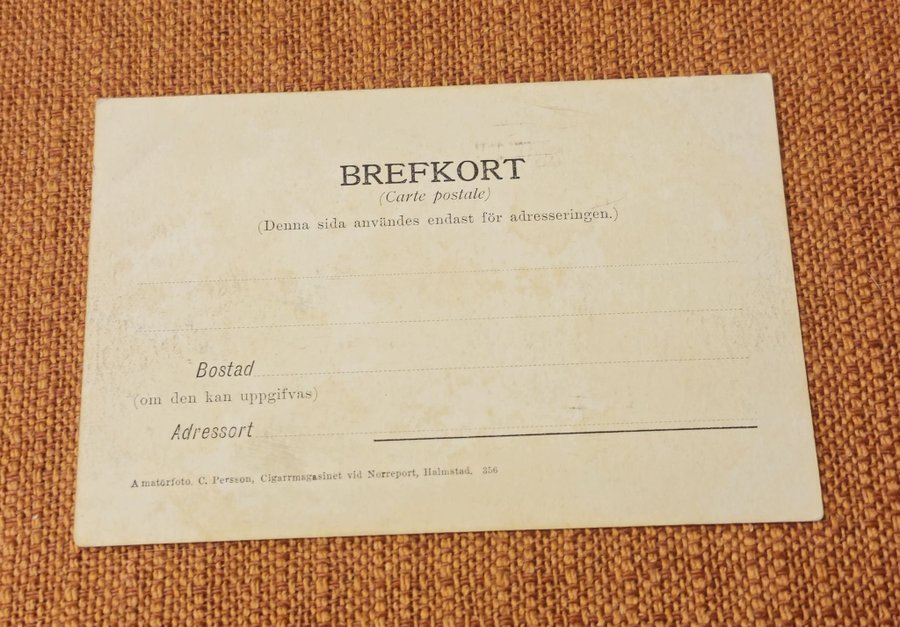 BREFKORT
(Carte postale)
(Denna sida användes endast för adresseringen.)
Bostad
(om den kan uppgifvas)
Adressort
Amatörfoto. C. Persson, Cigarrmagasinet vid Norreport, Halmstad. 356